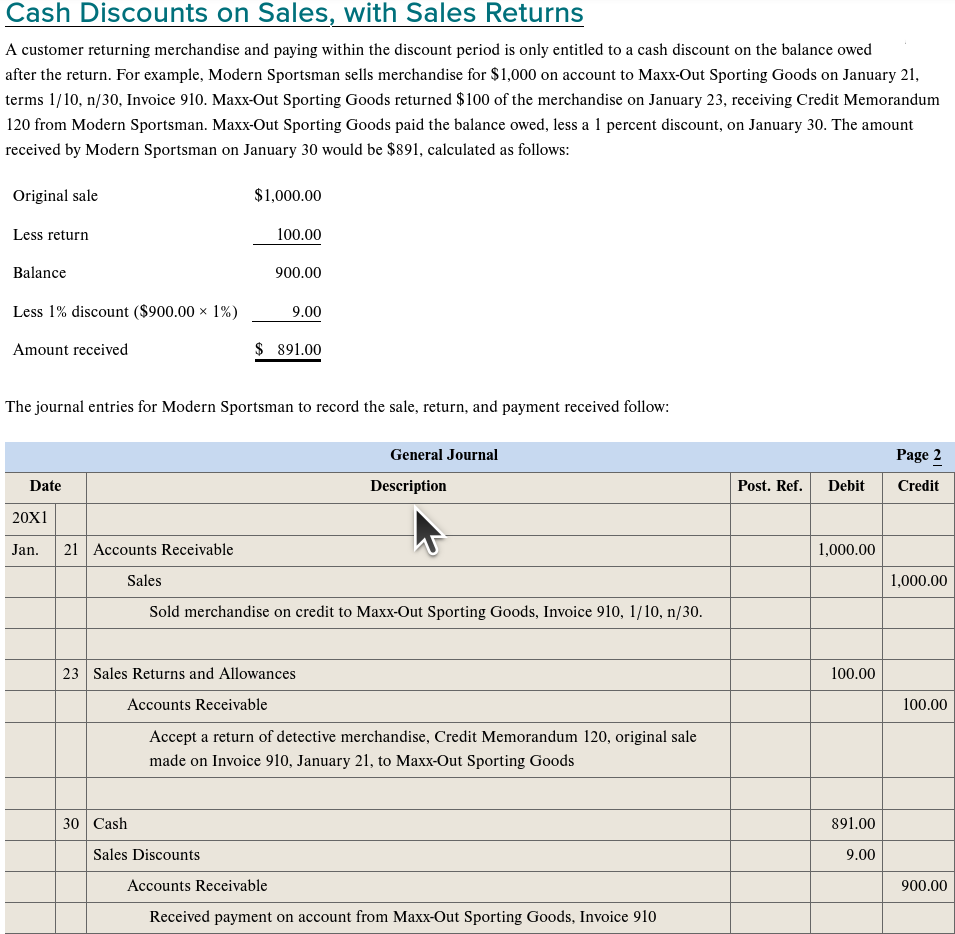 Cash Discounts on Sales, with Sales Returns
A customer returning merchandise and paying within the discount period is only entitled to a cash discount on the balance owed
after the return. For example, Modern Sportsman sells merchandise for $1,000 on account to Maxx-Out Sporting Goods on January 21,
terms 1/10, n/30, Invoice 910. Maxx-Out Sporting Goods returned $100 of the merchandise on January 23, receiving Credit Memorandum
120 from Modern Sportsman. Maxx-Out Sporting Goods paid the balance owed, less a 1 percent discount, on January 30. The amount
received by Modern Sportsman on January 30 would be $891, calculated as follows:
Original sale $1,000.00
Less return 100.00
Balance 900.00
Less 1% discount ($900.00 × 1%) 9.00
Amount received $ 891.00
The journal entries for Modern Sportsman to record the sale, return, and payment received follow:
General Journal Page 2
Date Description Post. Ref. Debit Credit
20X1
Jan. 21 Accounts Receivable 1,000.00
Sales 1,000.00
Sold merchandise on credit to Maxx-Out Sporting Goods, Invoice 910, 1/10, n/30.
23 Sales Returns and Allowances 100.00
Accounts Receivable 100.00
Accept a return of detective merchandise, Credit Memorandum 120, original sale
made on Invoice 910, January 21, to Maxx-Out Sporting Goods
30 Cash 891.00
Sales Discounts 9.00
Accounts Receivable 900.00
Received payment on account from Maxx-Out Sporting Goods, Invoice 910